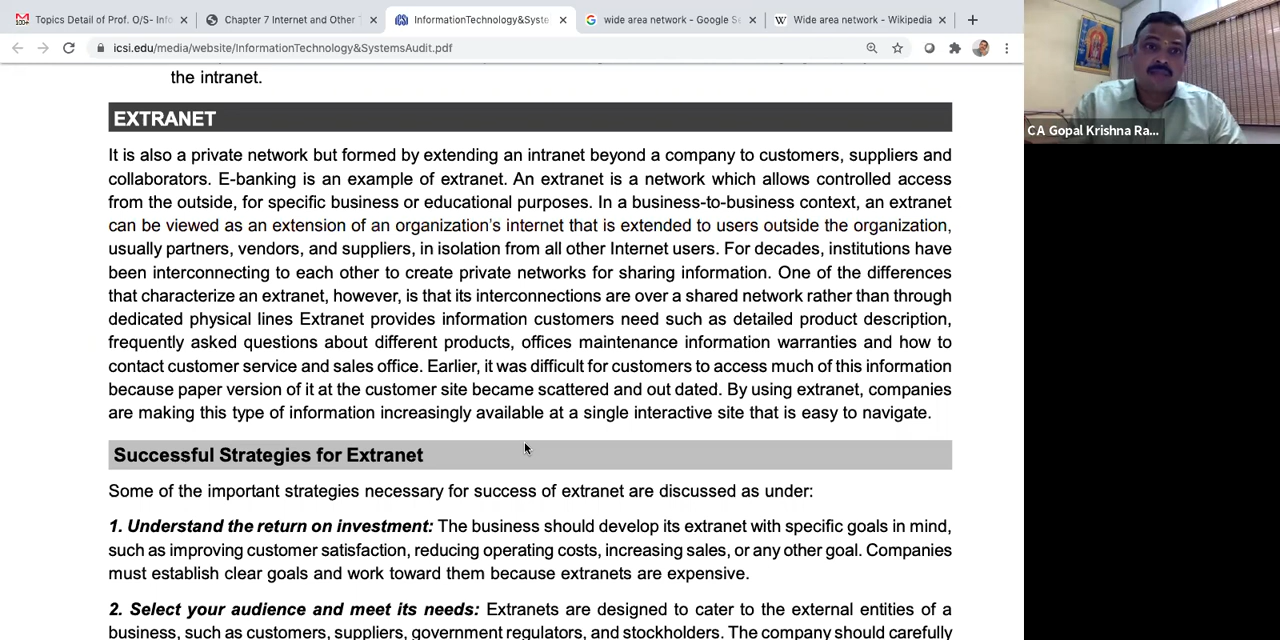 100+
Topics Detail of Prof. O/S- Info
Chapter 7 Internet and Other T
InformationTechnology&Syste
wide area network - Google Se
Wide area network - Wikipedia
icsi.edu/media/website/InformationTechnology&SystemsAudit.pdf
the intranet.
EXTRANET
It is also a private network but formed by extending an intranet beyond a company to customers, suppliers and
collaborators. E-banking is an example of extranet. An extranet is a network which allows controlled access
from the outside, for specific business or educational purposes. In a business-to-business context, an extranet
can be viewed as an extension of an organization's internet that is extended to users outside the organization,
usually partners, vendors, and suppliers, in isolation from all other Internet users. For decades, institutions have
been interconnecting to each other to create private networks for sharing information. One of the differences
that characterize an extranet, however, is that its interconnections are over a shared network rather than through
dedicated physical lines Extranet provides information customers need such as detailed product description,
frequently asked questions about different products, offices maintenance information warranties and how to
contact customer service and sales office. Earlier, it was difficult for customers to access much of this information
because paper version of it at the customer site became scattered and out dated. By using extranet, companies
are making this type of information increasingly available at a single interactive site that is easy to navigate.
Successful Strategies for Extranet
Some of the important strategies necessary for success of extranet are discussed as under:
1. Understand the return on investment: The business should develop its extranet with specific goals in mind,
such as improving customer satisfaction, reducing operating costs, increasing sales, or any other goal. Companies
must establish clear goals and work toward them because extranets are expensive.
2. Select your audience and meet its needs: Extranets are designed to cater to the external entities of a
business, such as customers, suppliers, government regulators, and stockholders. The company should carefully
CA Gopal Krishna Ra...